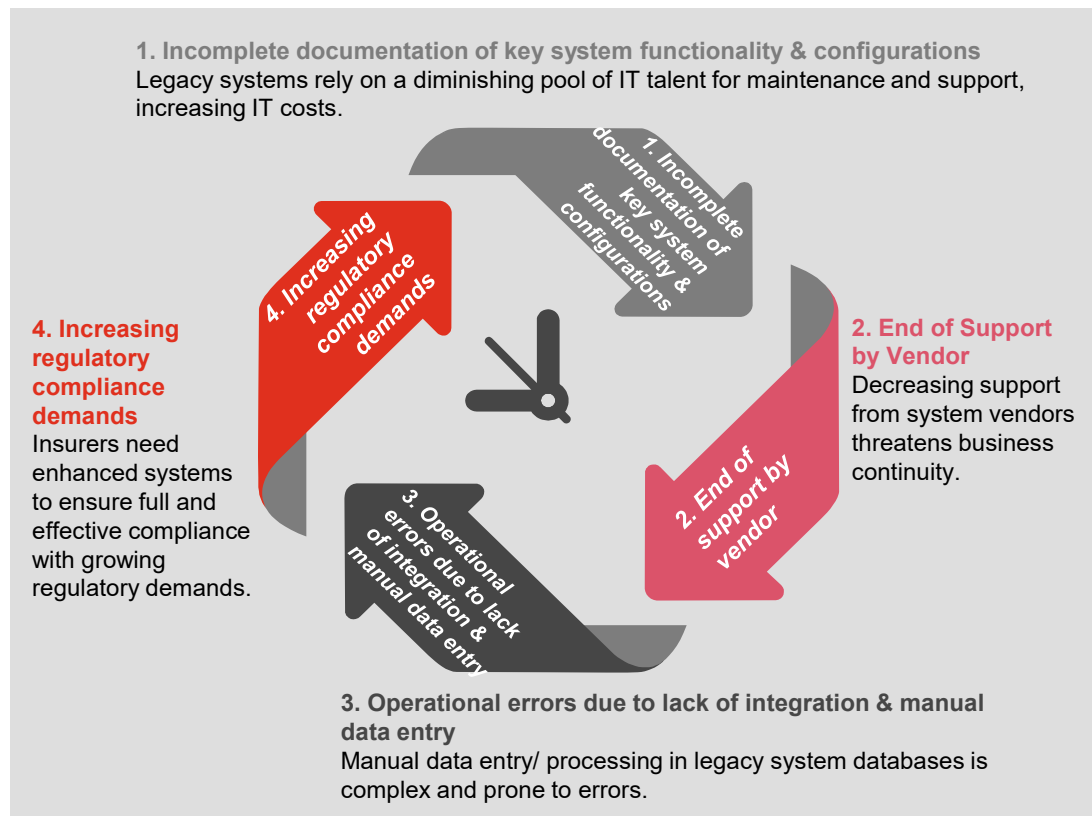 1. Incomplete documentation of key system functionality & configurations
Legacy systems rely on a diminishing pool of IT talent for maintenance and support,
increasing IT costs.
1. Incomplete
documentation of
key system
functionality &
configurations
4. Increasing
regulatory
compliance
demands
4. Increasing
regulatory
compliance
demands
Insurers need
enhanced systems
to ensure full and
effective compliance
with growing
regulatory demands.
2. End of Support
by Vendor
Decreasing support
from system vendors
threatens business
continuity.
2. End of
support by
vendor
3. Operational
errors due to lack
of integration &
manual data entry
3. Operational errors due to lack of integration & manual
data entry
Manual data entry/ processing in legacy system databases is
complex and prone to errors.